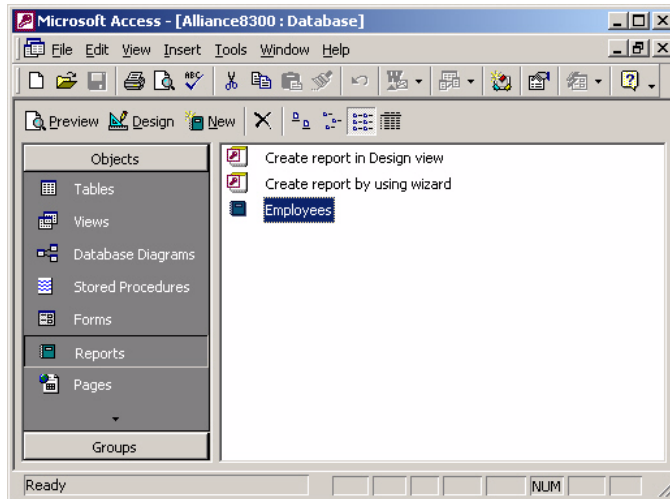 Microsoft Access - [Alliance8300 : Database]
File Edit View Insert Tools Window Help
ABC
Preview Design New
Objects
Tables
Views
Database Diagrams
Stored Procedures
Forms
Reports
Pages
Groups
Create report in Design view
Create report by using wizard
Employees
Ready NUM